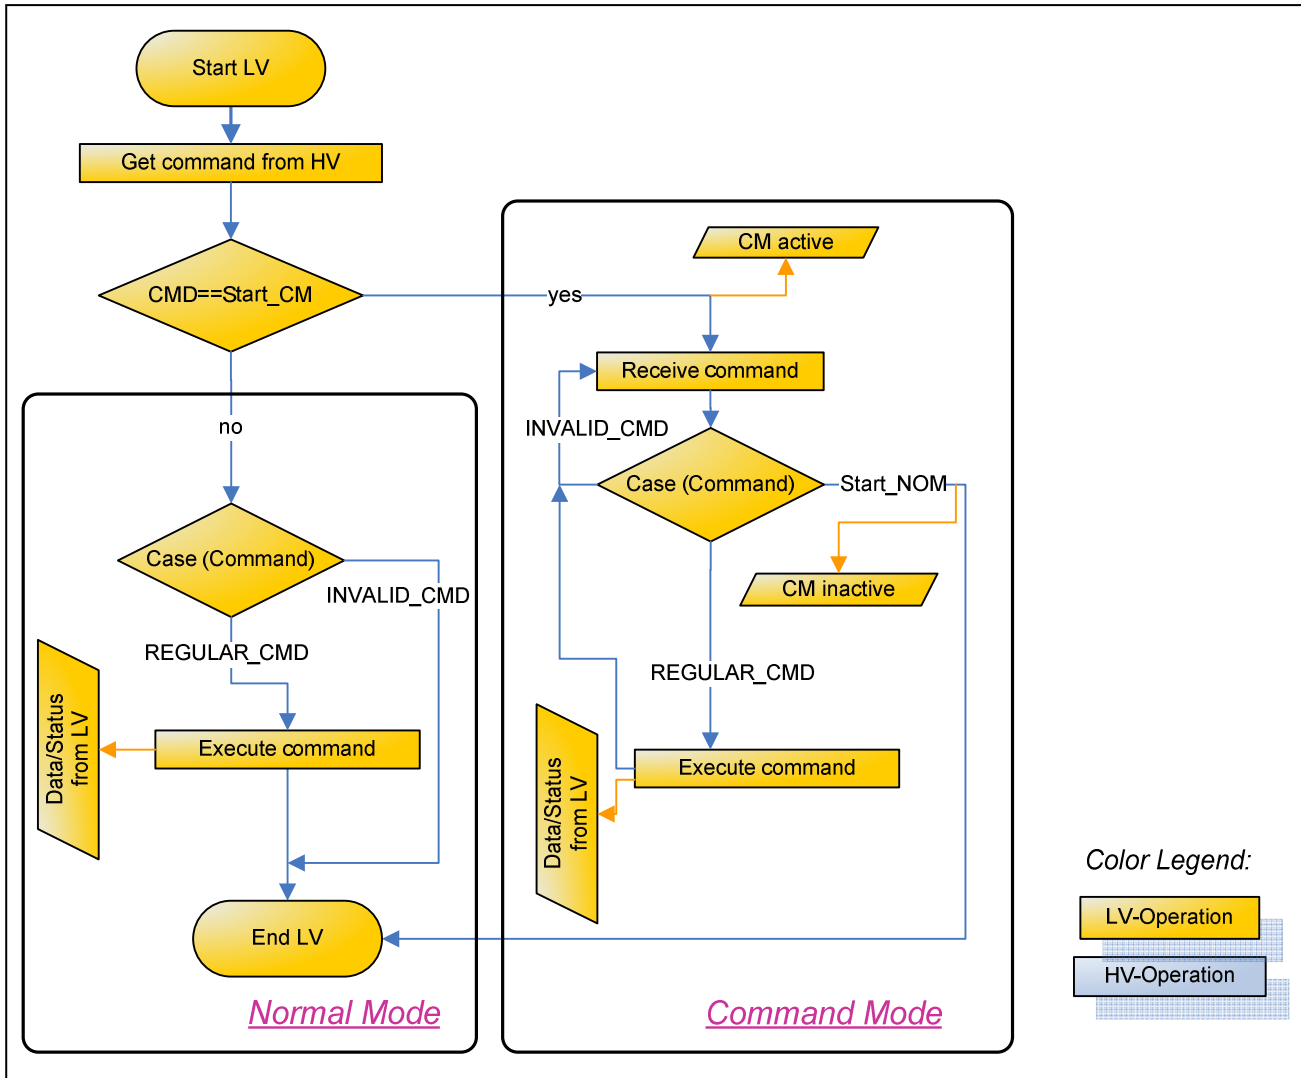 Start LV
Get command from HV
CMD==Start_CM
yes
CM active
Receive command
INVALID_CMD
Case (Command)
Start_NOM
CM inactive
REGULAR_CMD
Execute command
Data/Status
from LV
no
Case (Command)
INVALID_CMD
REGULAR_CMD
Execute command
Data/Status
from LV
End LV
Normal Mode
Command Mode
Color Legend:
LV-Operation
HV-Operation